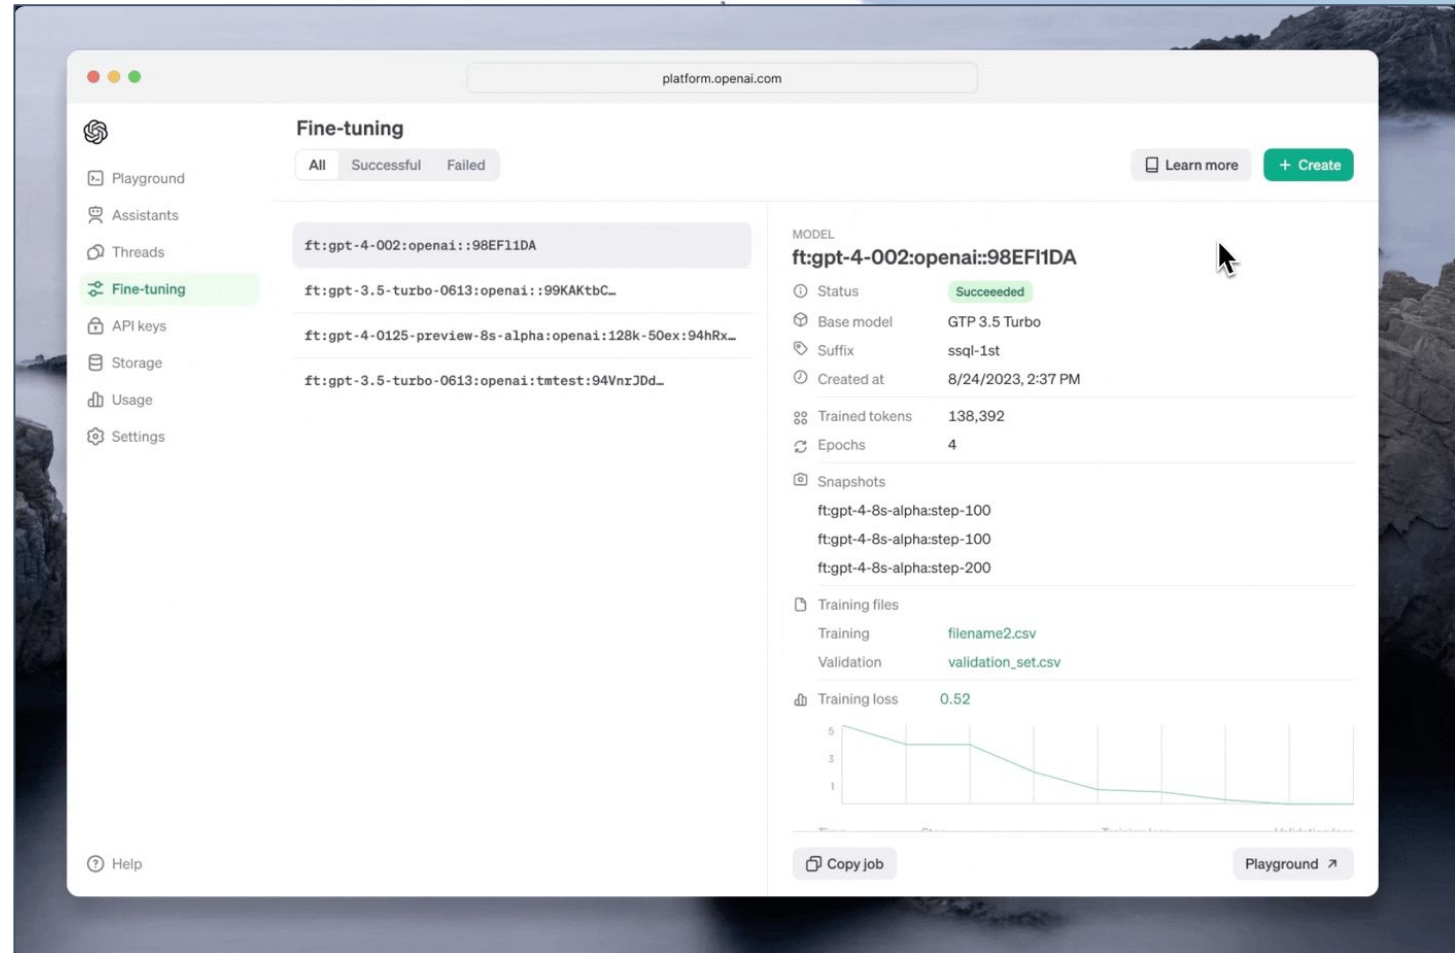 platform.openai.com
Fine-tuning
All Successful Failed
Learn more
+ Create
Playground
Assistants
Threads
Fine-tuning
API keys
Storage
Usage
Settings
Help
ft:gpt-4-002:openai::98EFl1DA
ft:gpt-3.5-turbo-0613:openai::99KAKtbC…
ft:gpt-4-0125-preview-8s-alpha:openai:128k-50ex:94hRx…
ft:gpt-3.5-turbo-0613:openai:tmtest:94VnrJDd…
MODEL
ft:gpt-4-002:openai::98EFl1DA
Status Succeeeded
Base model GTP 3.5 Turbo
Suffix ssql-1st
Created at 8/24/2023, 2:37 PM
Trained tokens 138,392
Epochs 4
Snapshots
ft:gpt-4-8s-alpha:step-100
ft:gpt-4-8s-alpha:step-100
ft:gpt-4-8s-alpha:step-200
Training files
Training filename2.csv
Validation validation_set.csv
Training loss 0.52
5
3
1
Copy job
Playground